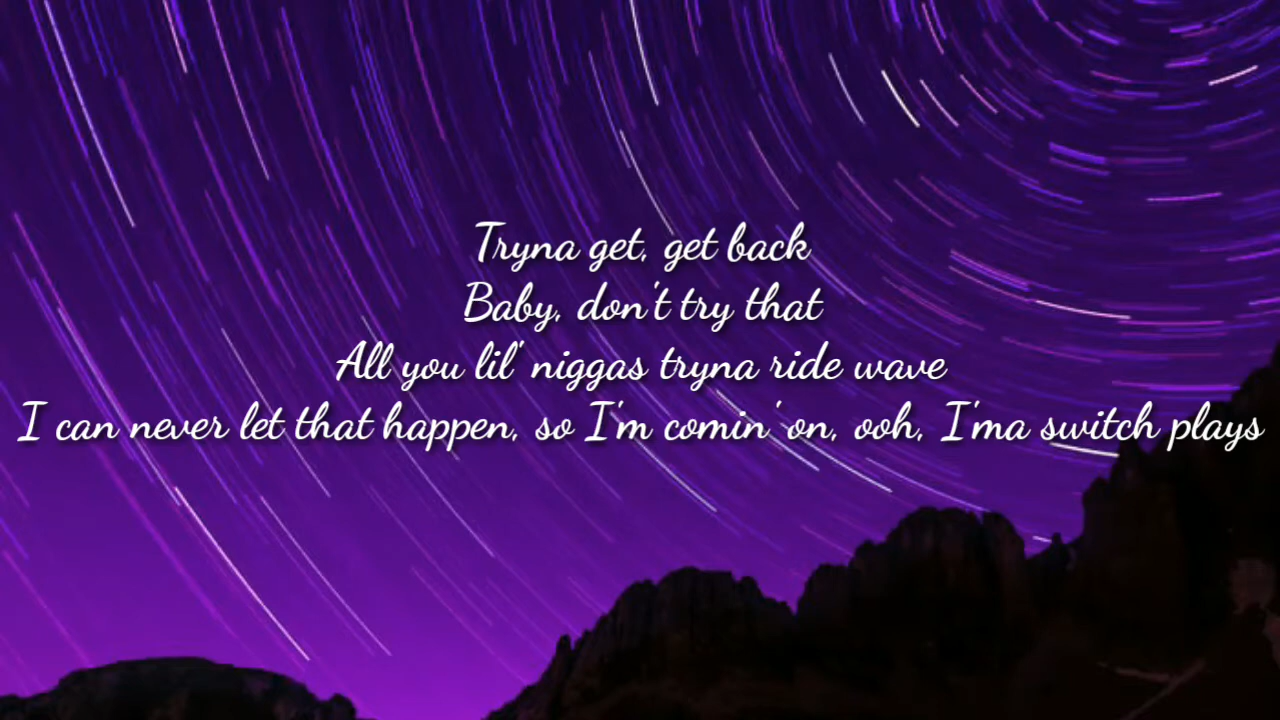 Tryna get, get back
Baby, don't try that
All you lil' niggas tryna ride wave
I can never let that happen, so I'm comin' on, ooh, I'ma switch plays